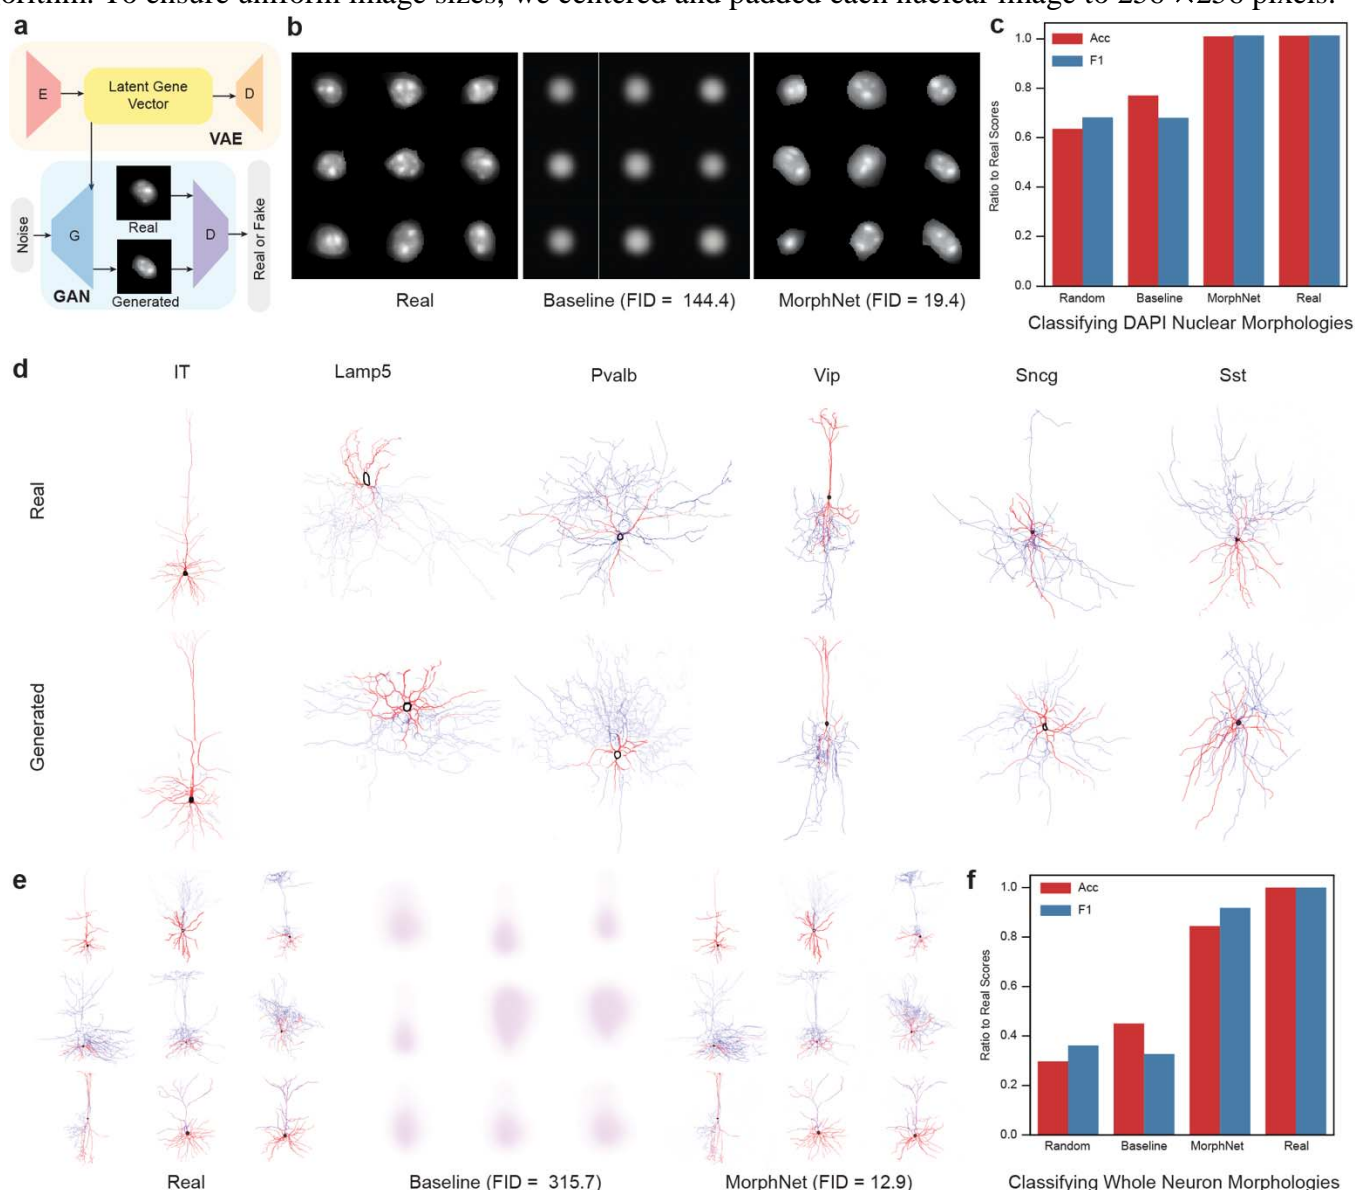 orithm. To ensure uniform image sizes, we centered and padded each nuclear image to 256 × 256 pixels.
a
E
Latent Gene
Vector
D
VAE
Noise
G
Real
Generated
D
GAN
Real or Fake
b
Real
Baseline (FID = 144.4)
MorphNet (FID = 19.4)
c
Acc
F1
Ratio to Real Scores
1.0
0.8
0.6
0.4
0.2
0.0
Random
Baseline
MorphNet
Real
Classifying DAPI Nuclear Morphologies
d
IT
Lamp5
Pvalb
Vip
Sncg
Sst
Real
Generated
e
Real
Baseline (FID = 315.7)
MorphNet (FID = 12.9)
f
Acc
F1
Ratio to Real Scores
1.0
0.8
0.6
0.4
0.2
0.0
Random
Baseline
MorphNet
Real
Classifying Whole Neuron Morphologies